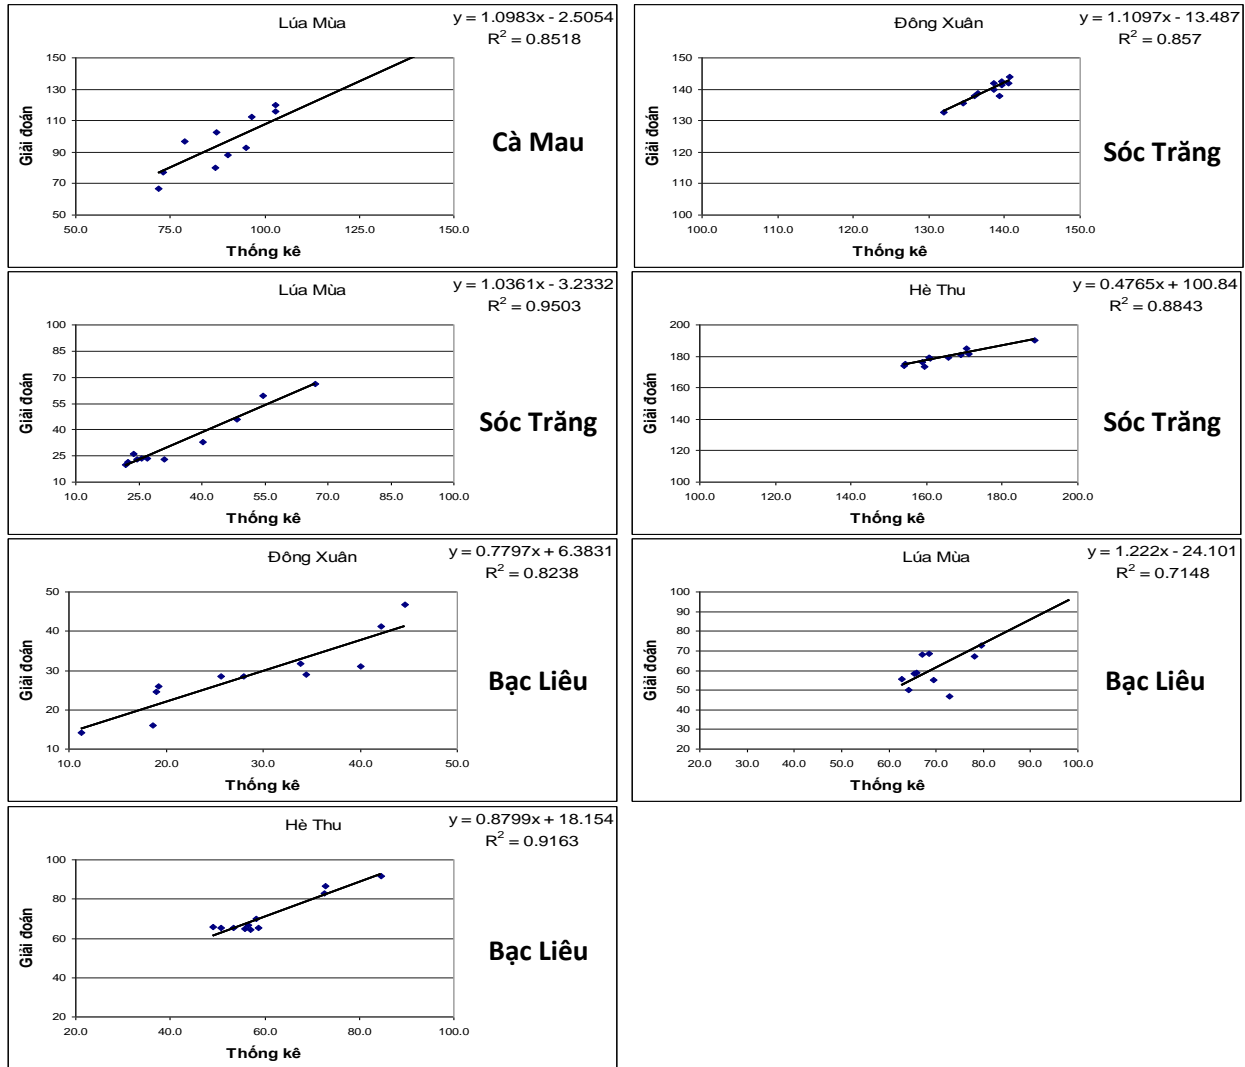 Lúa Mùa
y = 1.0983x - 2.5054
R² = 0.8518
150
130
110
90
70
50
50.0 75.0 100.0 125.0 150.0
Giải đoán
Thống kê
Cà Mau
Đông Xuân
y = 1.1097x - 13.487
R² = 0.857
150
140
130
120
110
100
100.0 110.0 120.0 130.0 140.0 150.0
Giải đoán
Thống kê
Sóc Trăng
Lúa Mùa
y = 1.0361x - 3.2332
R² = 0.9503
100
85
70
55
40
25
10
10.0 25.0 40.0 55.0 70.0 85.0 100.0
Giải đoán
Thống kê
Sóc Trăng
Hè Thu
y = 0.4765x + 100.84
R² = 0.8843
200
180
160
140
120
100
100.0 120.0 140.0 160.0 180.0 200.0
Giải đoán
Thống kê
Sóc Trăng
Đông Xuân
y = 0.7797x + 6.3831
R² = 0.8238
50
40
30
20
10
10.0 20.0 30.0 40.0 50.0
Giải đoán
Thống kê
Bạc Liêu
Lúa Mùa
y = 1.222x - 24.101
R² = 0.7148
100
90
80
70
60
50
40
30
20
20.0 30.0 40.0 50.0 60.0 70.0 80.0 90.0 100.0
Giải đoán
Thống kê
Bạc Liêu
Hè Thu
y = 0.8799x + 18.154
R² = 0.9163
100
80
60
40
20
20.0 40.0 60.0 80.0 100.0
Giải đoán
Thống kê
Bạc Liêu